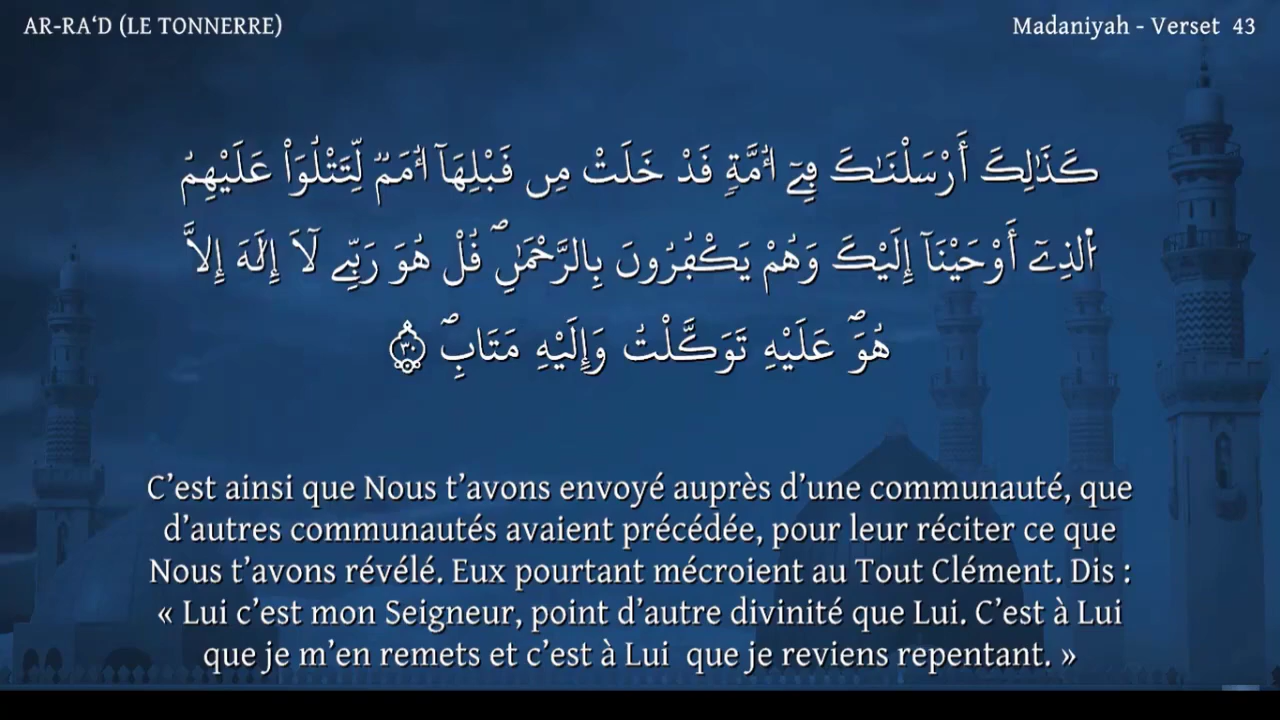 AR-RA‘D (LE TONNERRE)
Madaniyah - Verset 43
كَذَٰلِكَ أَرْسَلْنَٰكَ فِےٓ أُمَّةٖ قَدْ خَلَتْ مِن قَبْلِهَآ أُمَمٞ لِّتَتْلُوَاْ عَلَيْهِمُ
اُ۬لذِےٓ أَوْحَيْنَآ إِلَيْكَ وَهُمْ يَكْفُرُونَ بِالرَّحْمَٰنِۖ قُلْ هُوَ رَبِّے لَآ إِلَٰهَ إِلَّا
هُوَۖ عَلَيْهِ تَوَكَّلْتُ وَإِلَيْهِ مَتَابِۖ ٣٠
C’est ainsi que Nous t’avons envoyé auprès d’une communauté, que
d’autres communautés avaient précédée, pour leur réciter ce que
Nous t’avons révélé. Eux pourtant mécroient au Tout Clément. Dis :
« Lui c’est mon Seigneur, point d’autre divinité que Lui. C’est à Lui
que je m’en remets et c’est à Lui que je reviens repentant. »